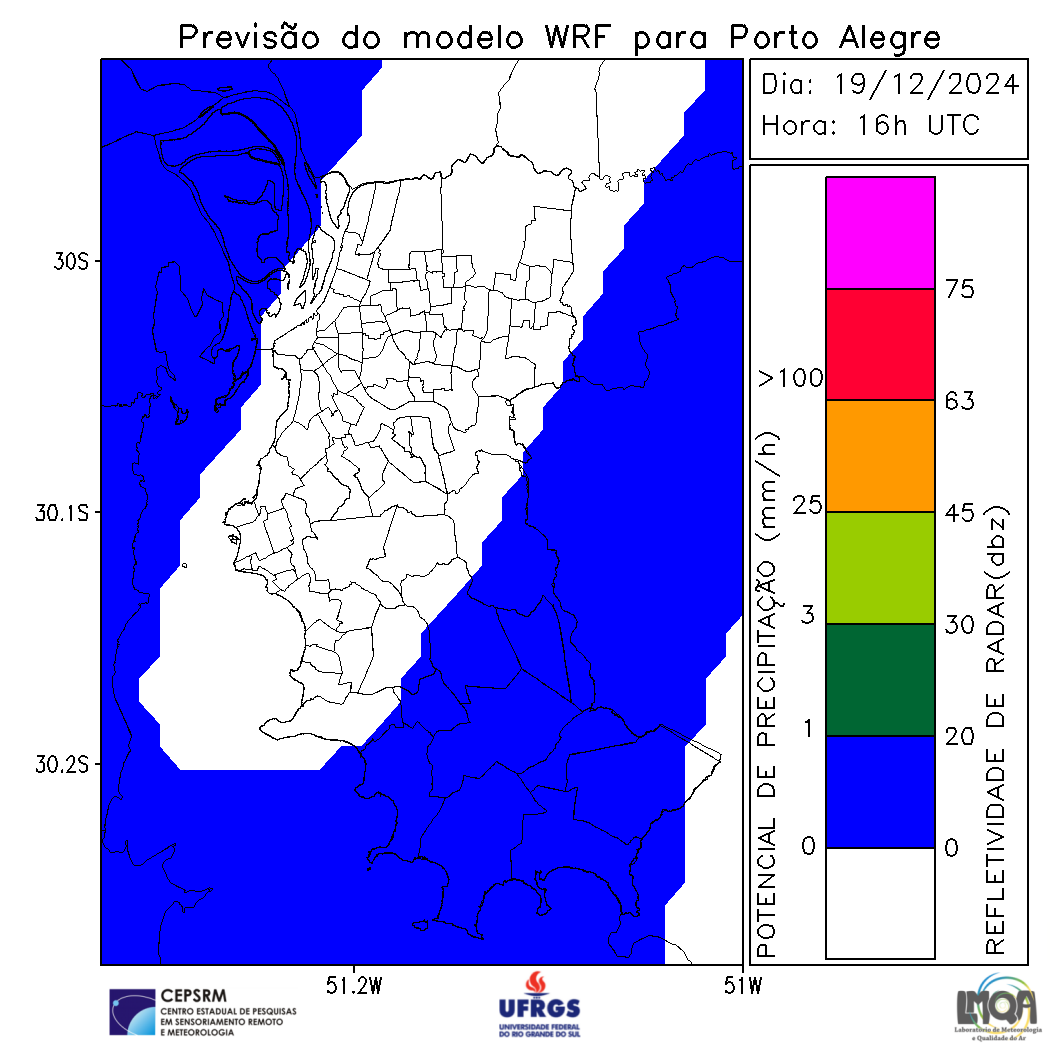 Previsão do modelo WRF para Porto Alegre
Dia: 19/12/2024
Hora: 16h UTC
30S
30.1S
30.2S
51.2W
51W
POTENCIAL DE PRECIPITAÇÃO (mm/h)
>100
25
3
1
0
75
63
45
30
20
0
REFLETIVIDADE DE RADAR(dbz)
CEPSRM
CENTRO ESTADUAL DE PESQUISAS
EM SENSORIAMENTO REMOTO
E METEOROLOGIA
UFRGS
UNIVERSIDADE FEDERAL
DO RIO GRANDE DO SUL
LMQA
Laboratório de Meteorologia
e Qualidade do Ar